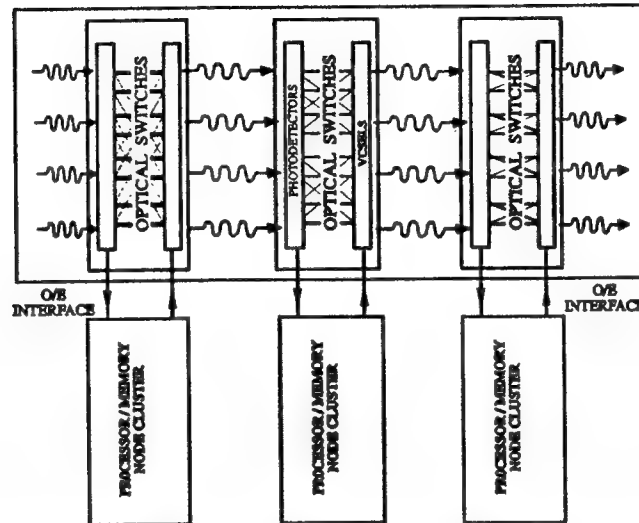 OPTICAL SWITCHES
PHOTODETECTORS
OPTICAL SWITCHES
VCSELS
OPTICAL SWITCHES
O/E
INTERFACE
O/E
INTERFACE
PROCESSOR / MEMORY
NODE CLUSTER
PROCESSOR / MEMORY
NODE CLUSTER
PROCESSOR / MEMORY
NODE CLUSTER